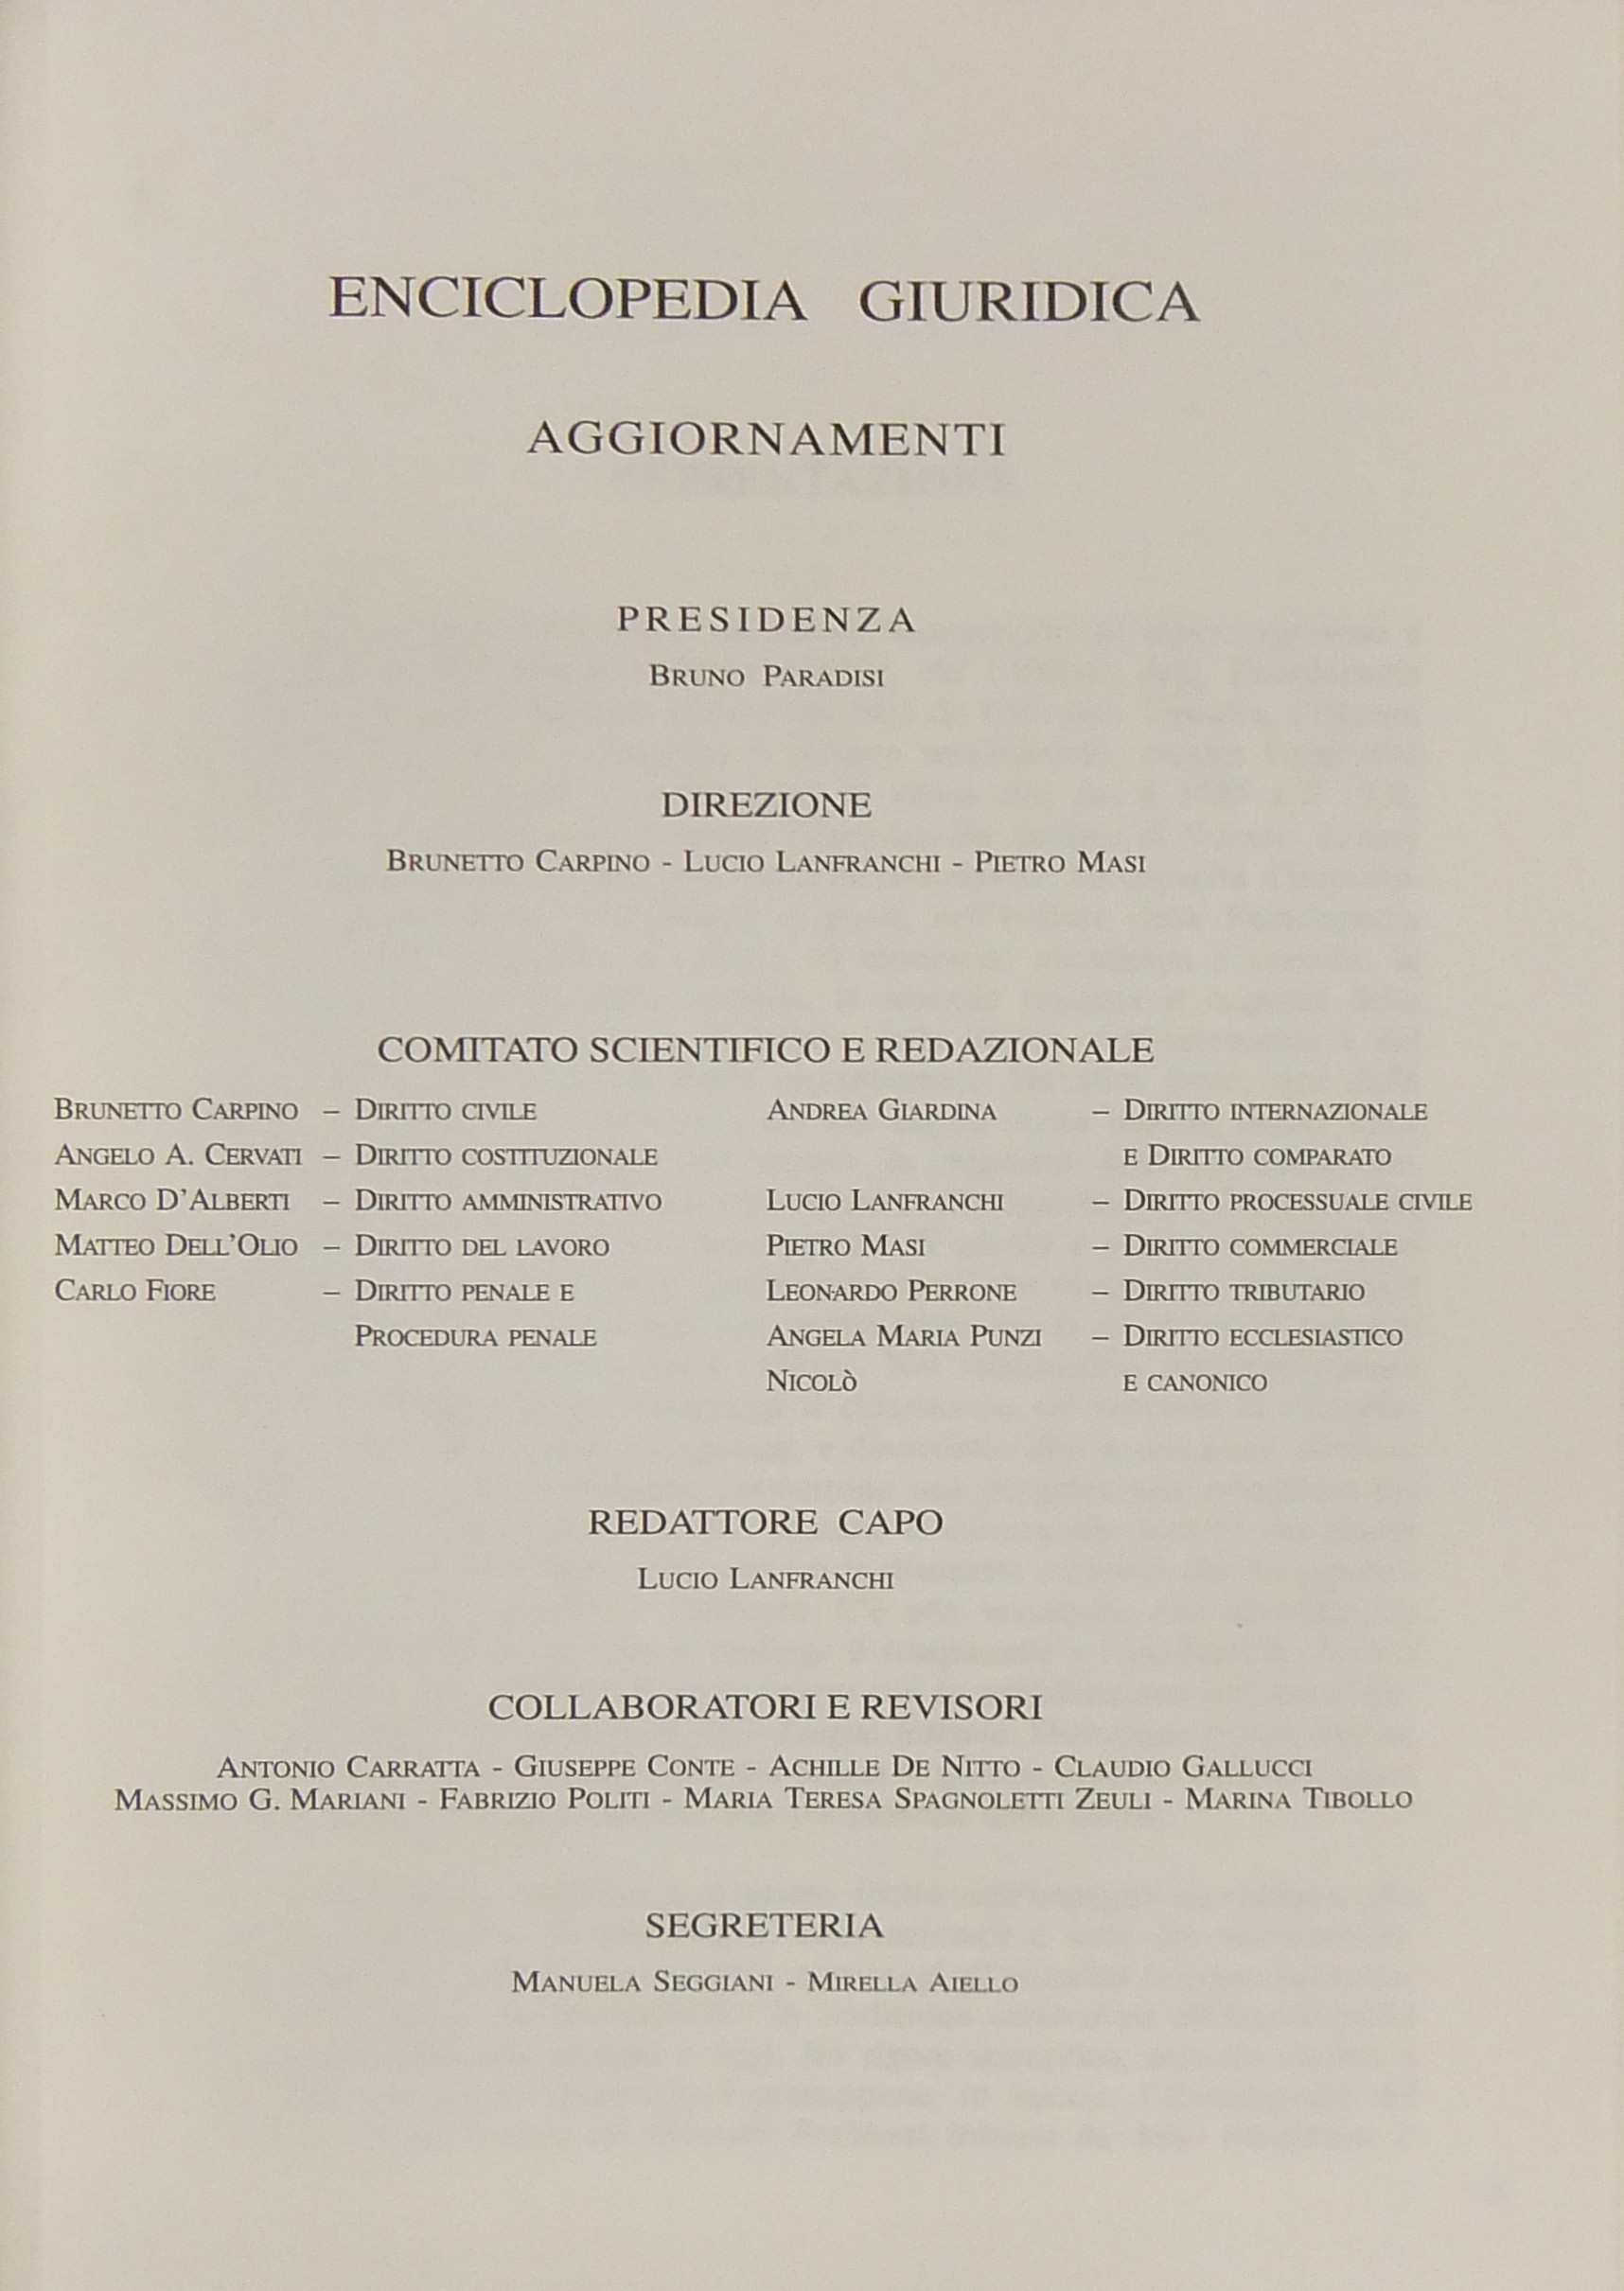 ENCICLOPEDIA GIURIDICA
AGGIORNAMENTI
PRESIDENZA
BRUNO PARADISI
DIREZIONE
BRUNETTO CARPINO - LUCIO LANFRANCHI - PIETRO MASI
COMITATO SCIENTIFICO E REDAZIONALE
BRUNETTO CARPINO – DIRITTO CIVILE
ANGELO A. CERVATI – DIRITTO COSTITUZIONALE
MARCO D'ALBERTI – DIRITTO AMMINISTRATIVO
MATTEO DELL'OLIO – DIRITTO DEL LAVORO
CARLO FIORE – DIRITTO PENALE E
PROCEDURA PENALE
ANDREA GIARDINA – DIRITTO INTERNAZIONALE
E DIRITTO COMPARATO
LUCIO LANFRANCHI – DIRITTO PROCESSUALE CIVILE
PIETRO MASI – DIRITTO COMMERCIALE
LEONARDO PERRONE – DIRITTO TRIBUTARIO
ANGELA MARIA PUNZI – DIRITTO ECCLESIASTICO
NICOLò E CANONICO
REDATTORE CAPO
LUCIO LANFRANCHI
COLLABORATORI E REVISORI
ANTONIO CARRATTA - GIUSEPPE CONTE - ACHILLE DE NITTO - CLAUDIO GALLUCCI
MASSIMO G. MARIANI - FABRIZIO POLITI - MARIA TERESA SPAGNOLETTI ZEULI - MARINA TIBOLLO
SEGRETERIA
MANUELA SEGGIANI - MIRELLA AIELLO